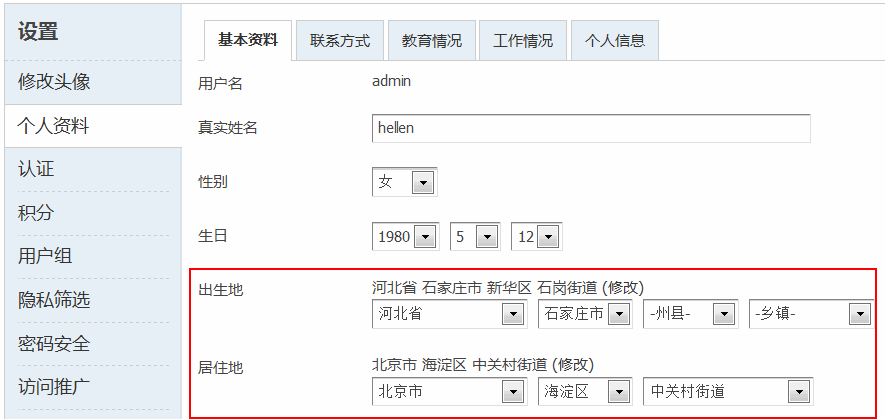 设置
修改头像
个人资料
认证
积分
用户组
隐私筛选
密码安全
访问推广
基本资料 联系方式 教育情况 工作情况 个人信息
用户名 admin
真实姓名 hellen
性别 女
生日 1980 5 12
出生地 河北省 石家庄市 新华区 石岗街道 (修改)
河北省 石家庄市 -州县- -乡镇-
居住地 北京市 海淀区 中关村街道 (修改)
北京市 海淀区 中关村街道